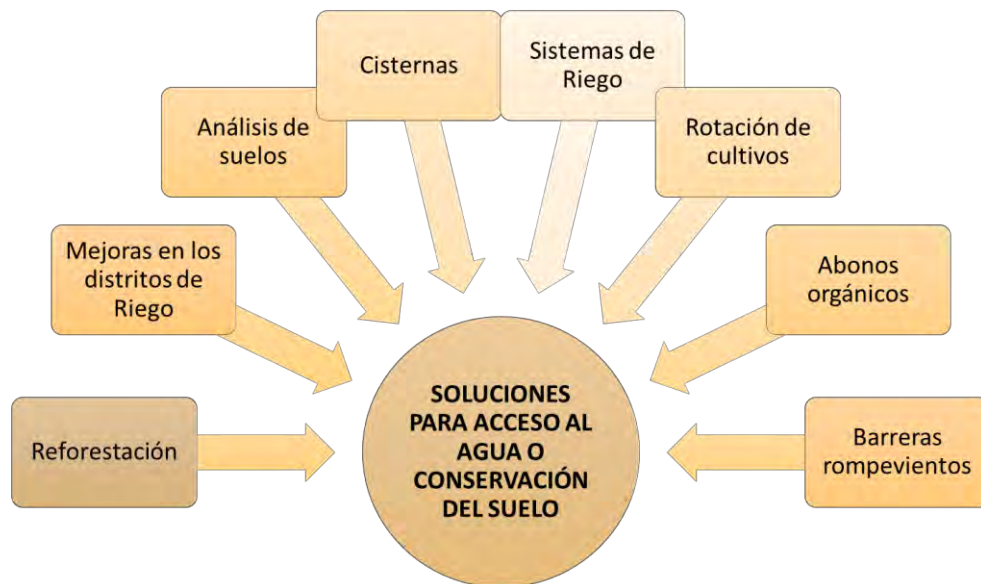 Cisternas
Sistemas de
Riego
Análisis de
suelos
Rotación de
cultivos
Mejoras en los
distritos de
Riego
Abonos
orgánicos
Reforestación
SOLUCIONES
PARA ACCESO AL
AGUA O
CONSERVACIÓN
DEL SUELO
Barreras
rompevientos